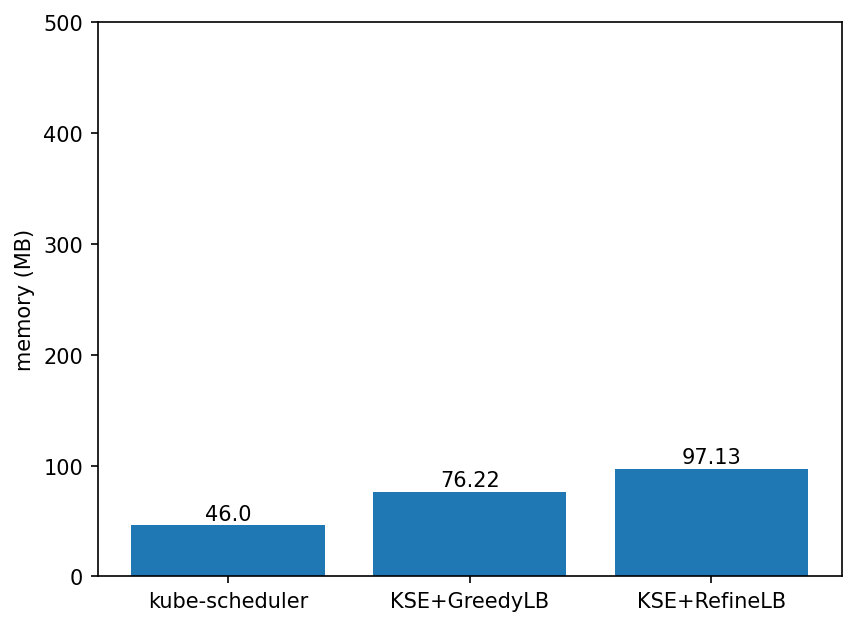 500
400
300
200
100
0
memory (MB)
46.0
76.22
97.13
kube-scheduler
KSE+GreedyLB
KSE+RefineLB